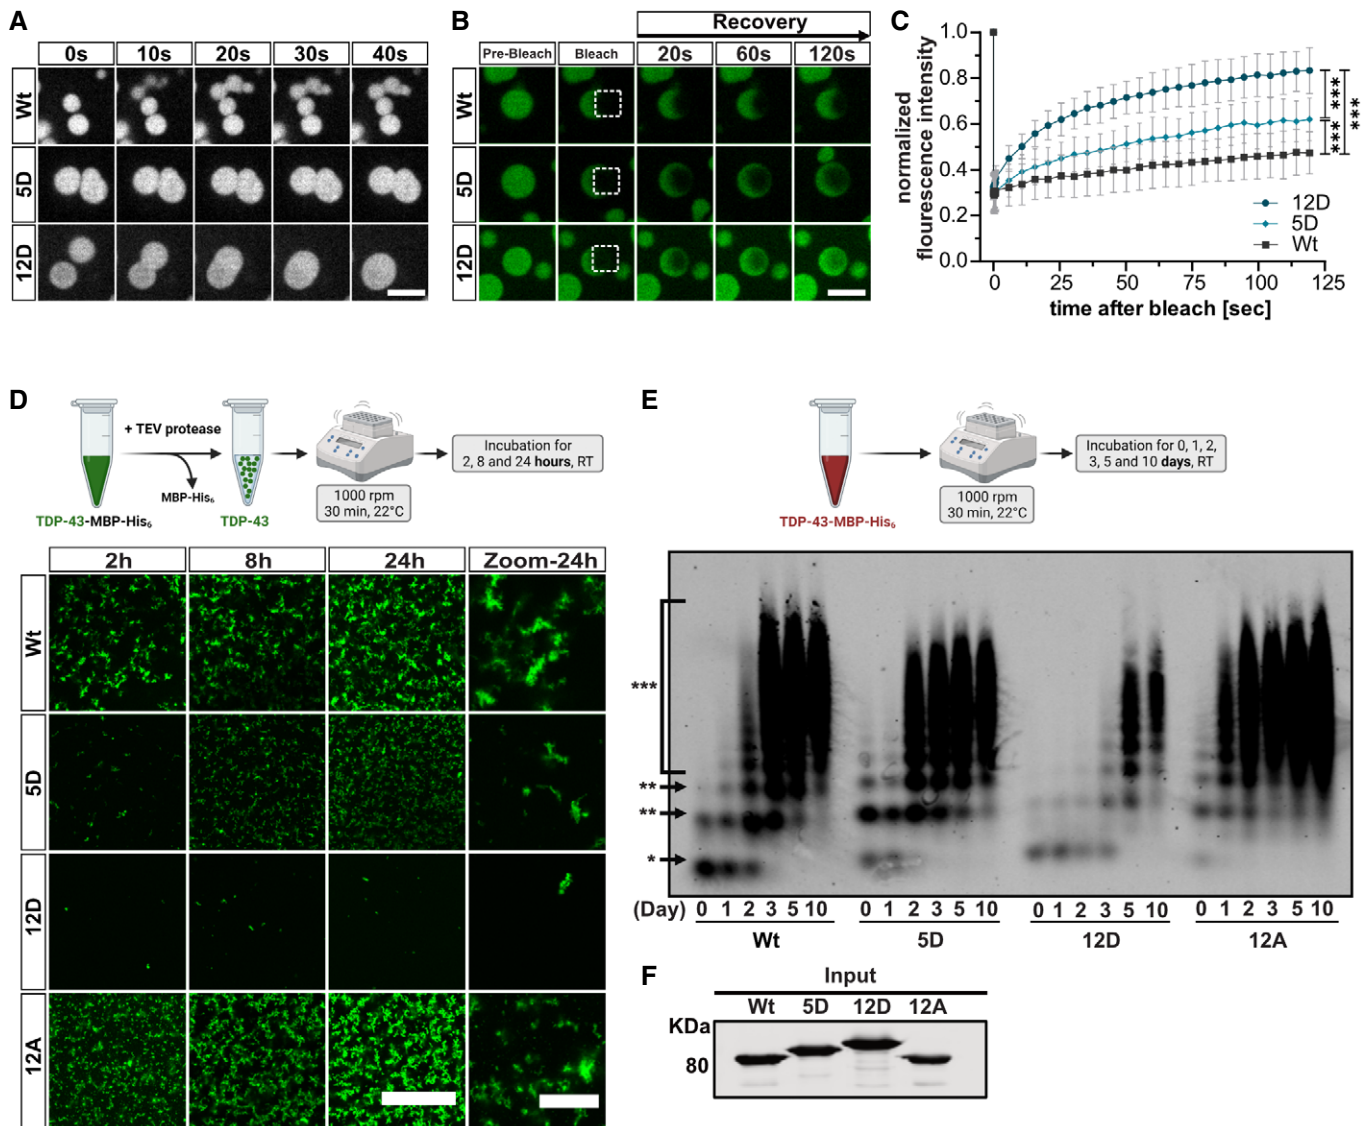 A
0s 10s 20s 30s 40s
Wt
5D
12D
B
Recovery
Pre-Bleach Bleach 20s 60s 120s
Wt
5D
12D
C
normalized
flourescence intensity
1.0
0.8
0.6
0.4
0.2
0.0
0 25 50 75 100 125
time after bleach [sec]
12D
5D
Wt
***
***
***
D
+ TEV protease
MBP-His₆
TDP-43-MBP-His₆
TDP-43
1000 rpm
30 min, 22°C
Incubation for
2, 8 and 24 hours, RT
2h 8h 24h Zoom-24h
Wt
5D
12D
12A
E
TDP-43-MBP-His₆
1000 rpm
30 min, 22°C
Incubation for 0, 1, 2,
3, 5 and 10 days, RT
***
**
**
*
(Day) 0 1 2 3 5 10 0 1 2 3 5 10 0 1 2 3 5 10 0 1 2 3 5 10
Wt 5D 12D 12A
F
Input
Wt 5D 12D 12A
KDa
80